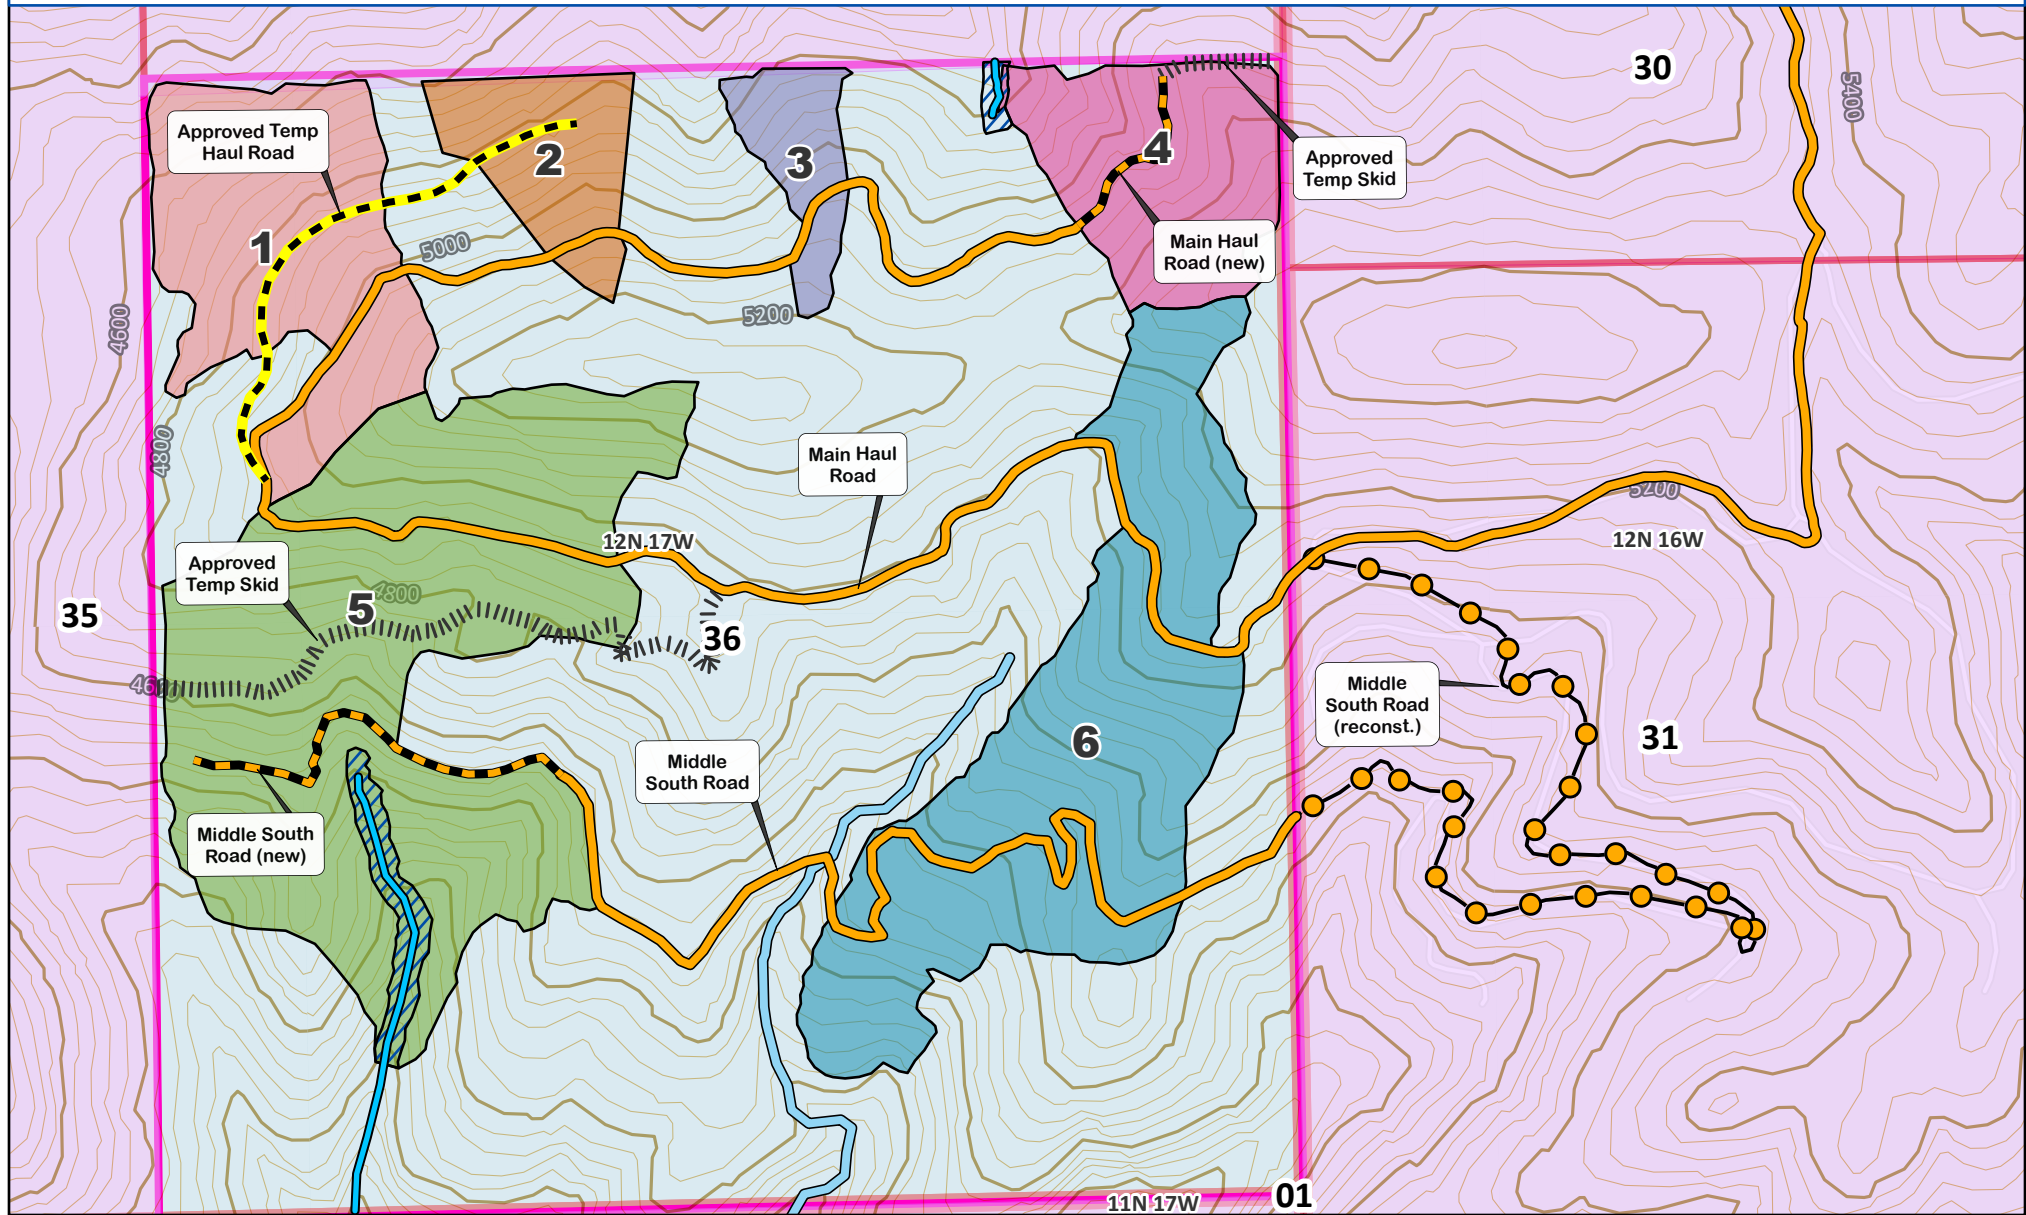 30
5400
Approved Temp
Haul Road
2
3
4
Approved
Temp Skid
1
5000
Main Haul
Road (new)
4600
5200
4800
Main Haul
Road
5200
12N 17W
12N 16W
Approved
Temp Skid
4800
5
35
36
4600
Middle
South Road
(reconst.)
31
6
Middle
South Road
Middle South
Road (new)
01
11N 17W